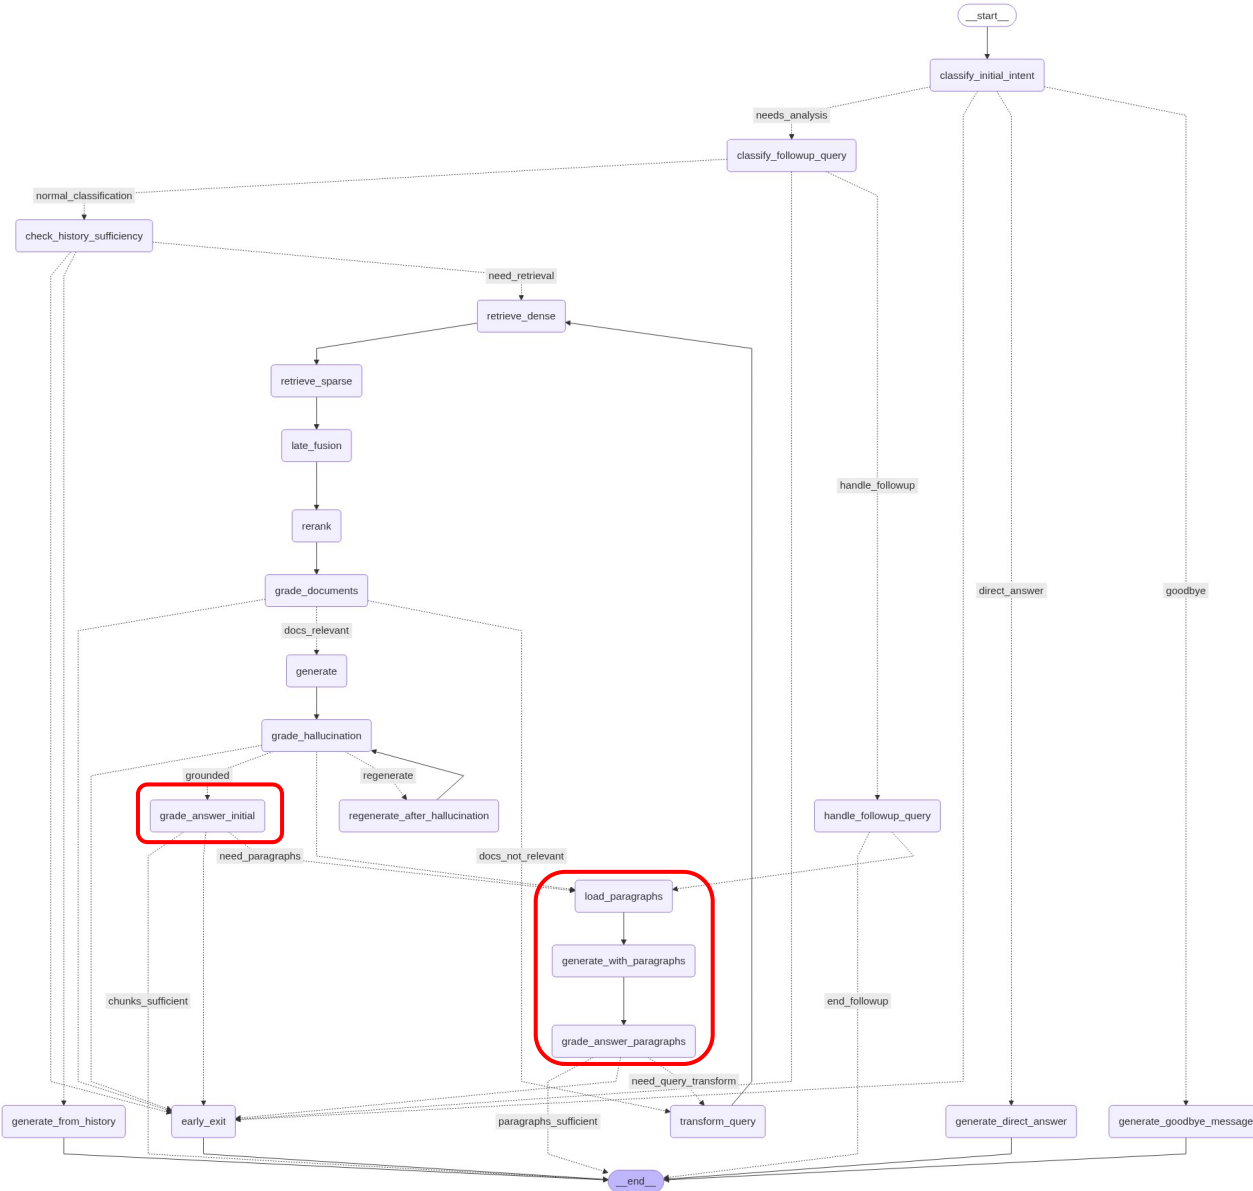 __start__
classify_initial_intent
needs_analysis
classify_followup_query
normal_classification
check_history_sufficiency
need_retrieval
retrieve_dense
retrieve_sparse
late_fusion
handle_followup
rerank
grade_documents
direct_answer
goodbye
docs_relevant
generate
grade_hallucination
grounded
regenerate
grade_answer_initial
regenerate_after_hallucination
handle_followup_query
need_paragraphs
docs_not_relevant
load_paragraphs
generate_with_paragraphs
chunks_sufficient
end_followup
grade_answer_paragraphs
need_query_transform
generate_from_history
early_exit
paragraphs_sufficient
transform_query
generate_direct_answer
generate_goodbye_message
__end__